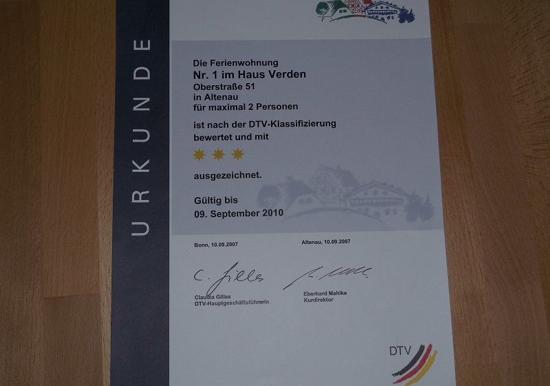 URKUNDE
Die Ferienwohnung
Nr. 1 im Haus Verden
Oberstraße 51
in Altenau
für maximal 2 Personen
ist nach der DTV-Klassifizierung
bewertet und mit
ausgezeichnet.
Gültig bis
09. September 2010
Bonn, 10.09.2007
Altenau, 10.09.2007
C. Gilles
Claudia Gilles
DTV-Hauptgeschäftsführerin
Eberhard Mahlke
Kurdirektor
DTV